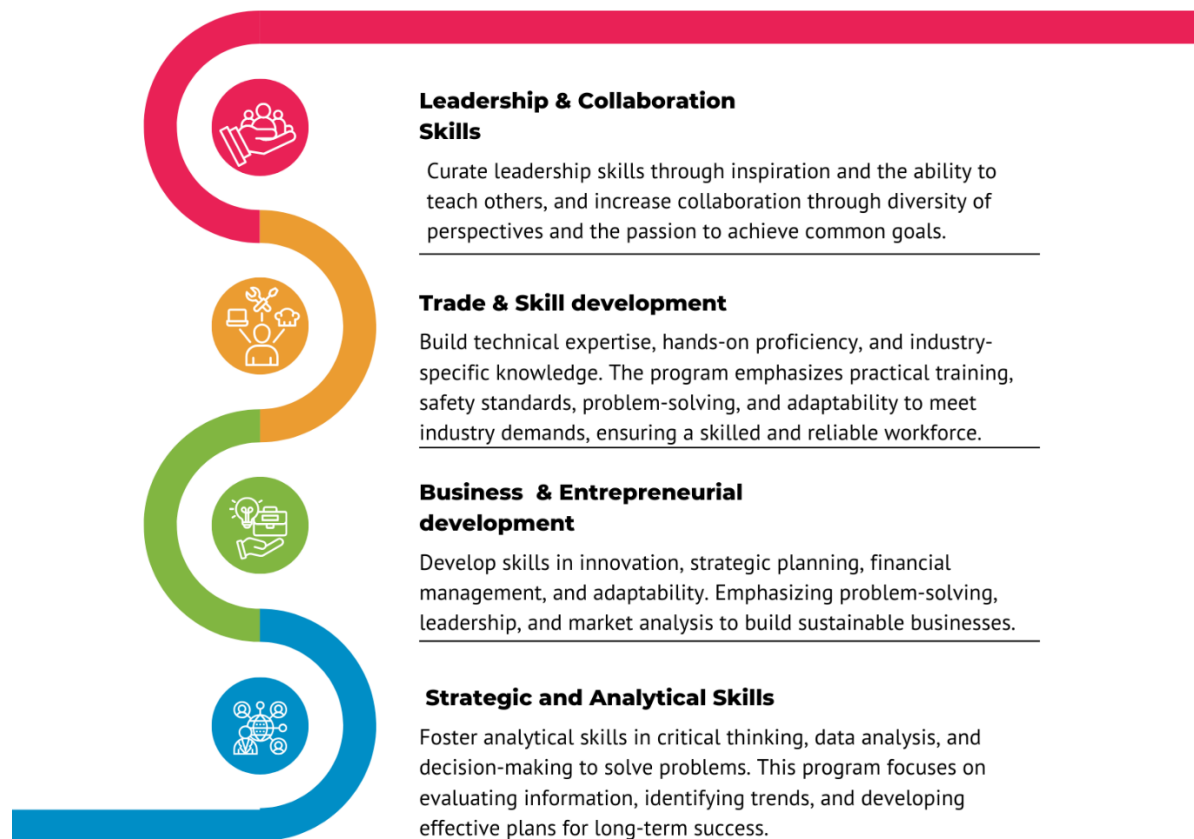 Leadership & Collaboration
Skills
Curate leadership skills through inspiration and the ability to
teach others, and increase collaboration through diversity of
perspectives and the passion to achieve common goals.
Trade & Skill development
Build technical expertise, hands-on proficiency, and industry-
specific knowledge. The program emphasizes practical training,
safety standards, problem-solving, and adaptability to meet
industry demands, ensuring a skilled and reliable workforce.
Business  & Entrepreneurial
development
Develop skills in innovation, strategic planning, financial
management, and adaptability. Emphasizing problem-solving,
leadership, and market analysis to build sustainable businesses.
Strategic and Analytical Skills
Foster analytical skills in critical thinking, data analysis, and
decision-making to solve problems. This program focuses on
evaluating information, identifying trends, and developing
effective plans for long-term success.